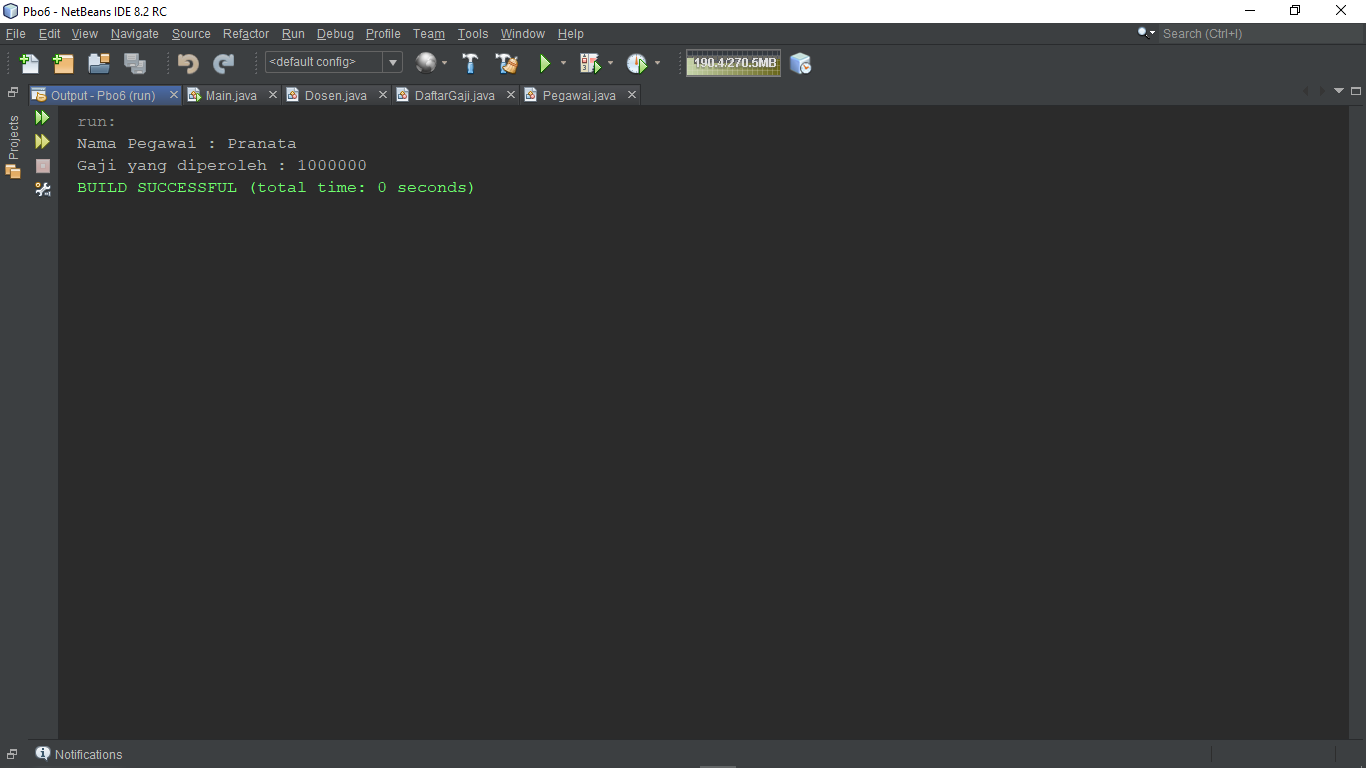 Pbo6 - NetBeans IDE 8.2 RC
File Edit View Navigate Source Refactor Run Debug Profile Team Tools Window Help
Search (Ctrl+I)
<default config>
190.4/270.5MB
Output - Pbo6 (run) Main.java Dosen.java DaftarGaji.java Pegawai.java
Projects
run:
Nama Pegawai : Pranata
Gaji yang diperoleh : 1000000
BUILD SUCCESSFUL (total time: 0 seconds)
Notifications